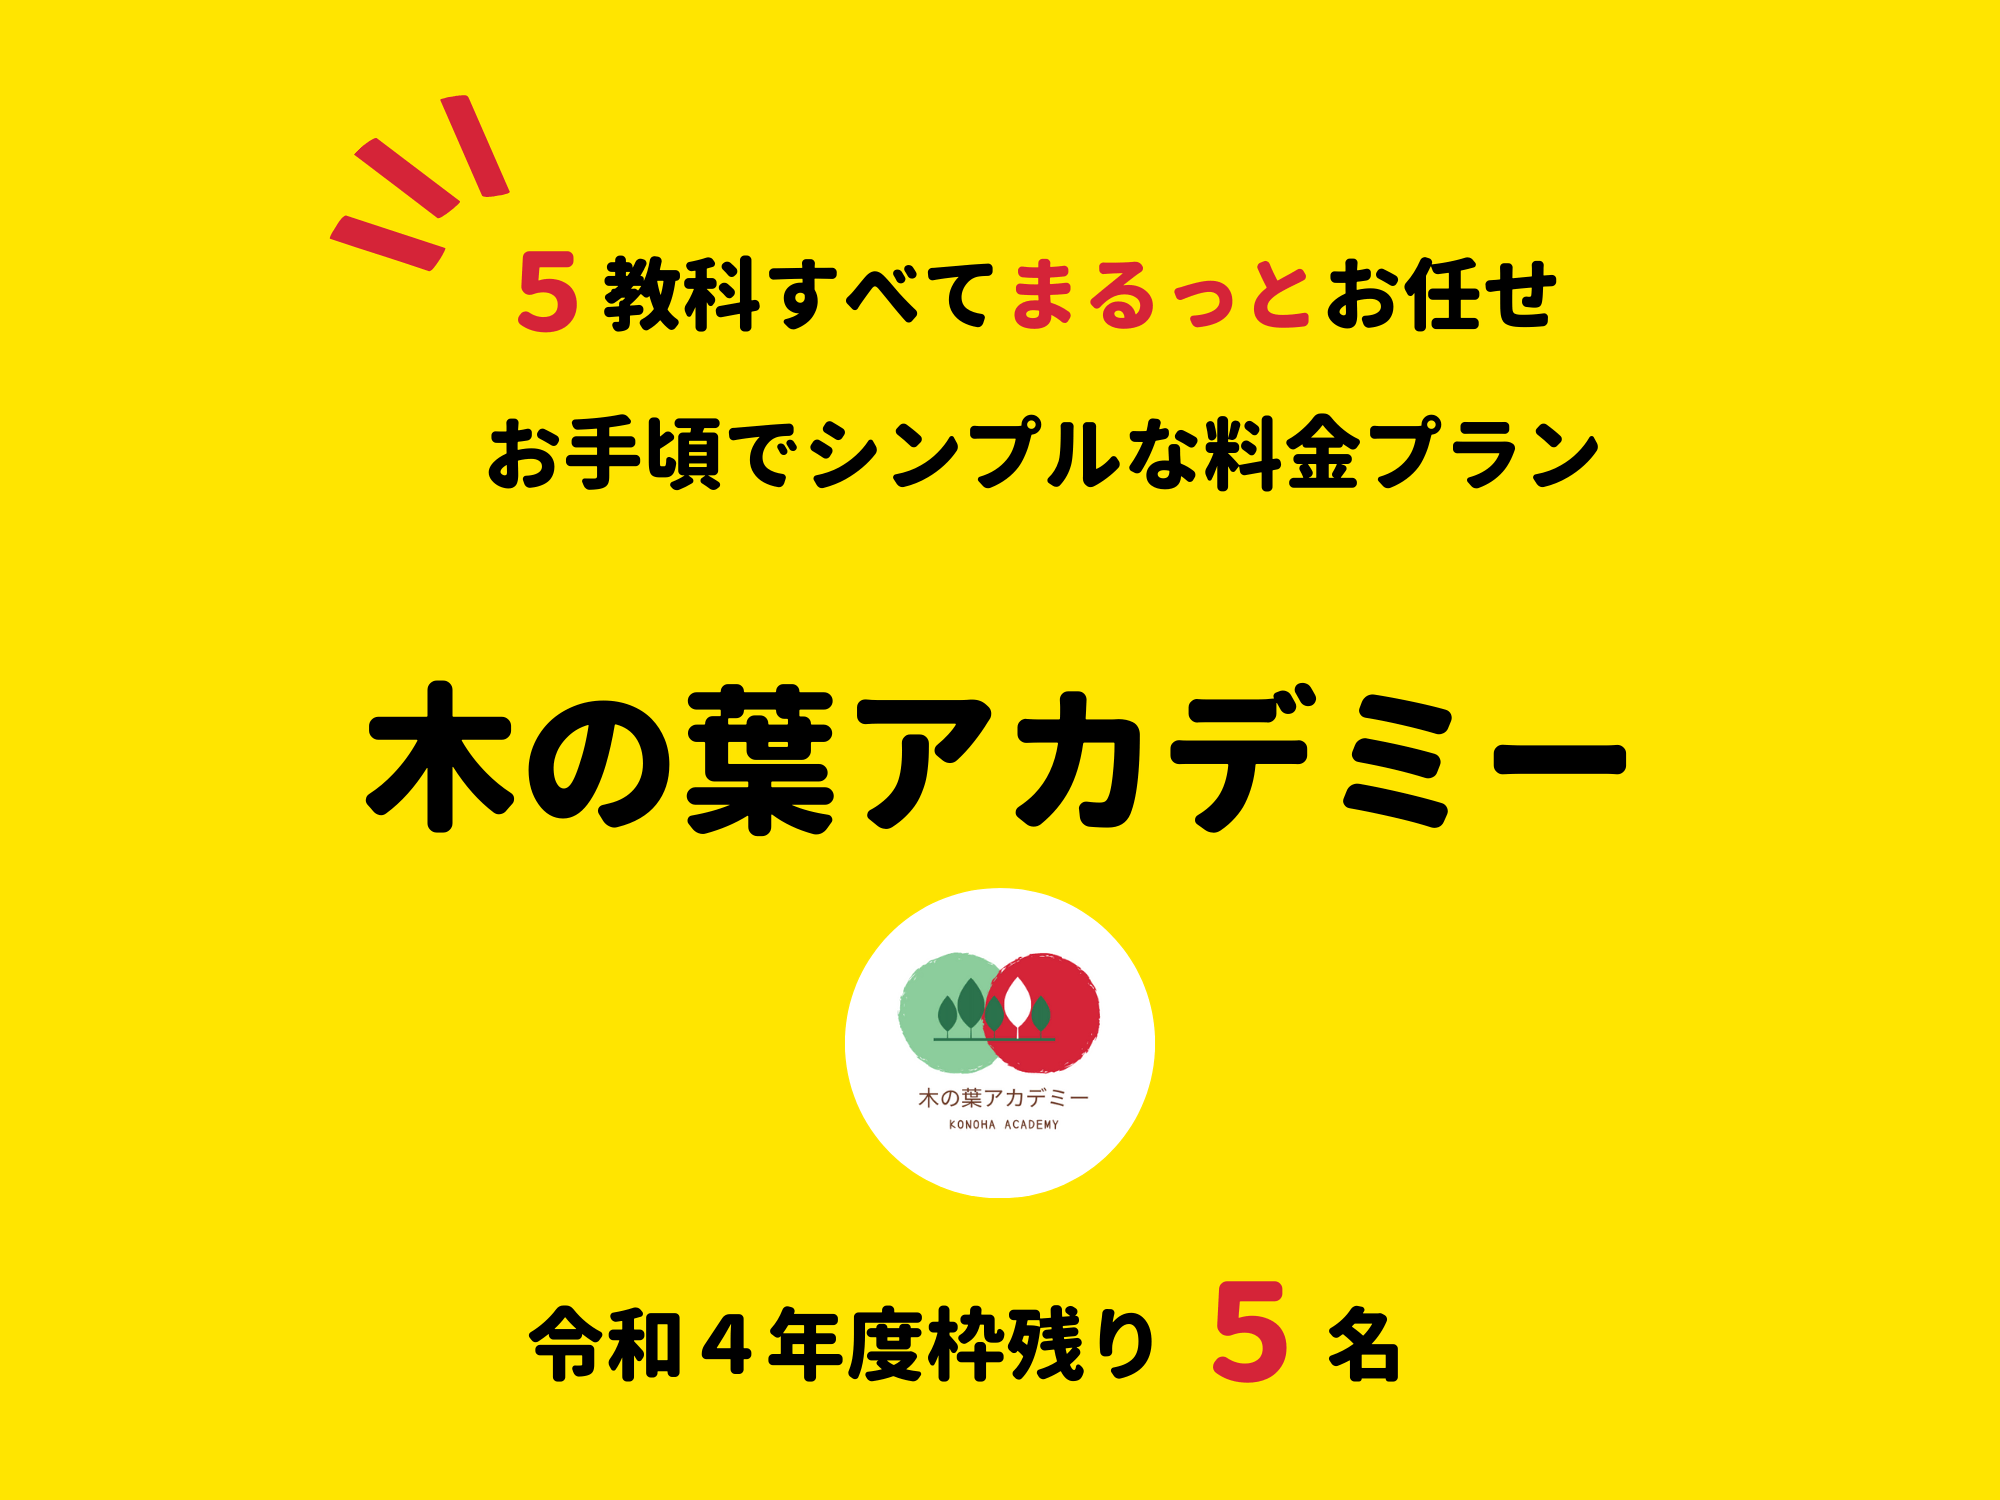 5教科すべてまるっとお任せ
お手頃でシンプルな料金プラン
木の葉アカデミー
木の葉アカデミー
KONOHA ACADEMY
令和4年度枠残り 5 名